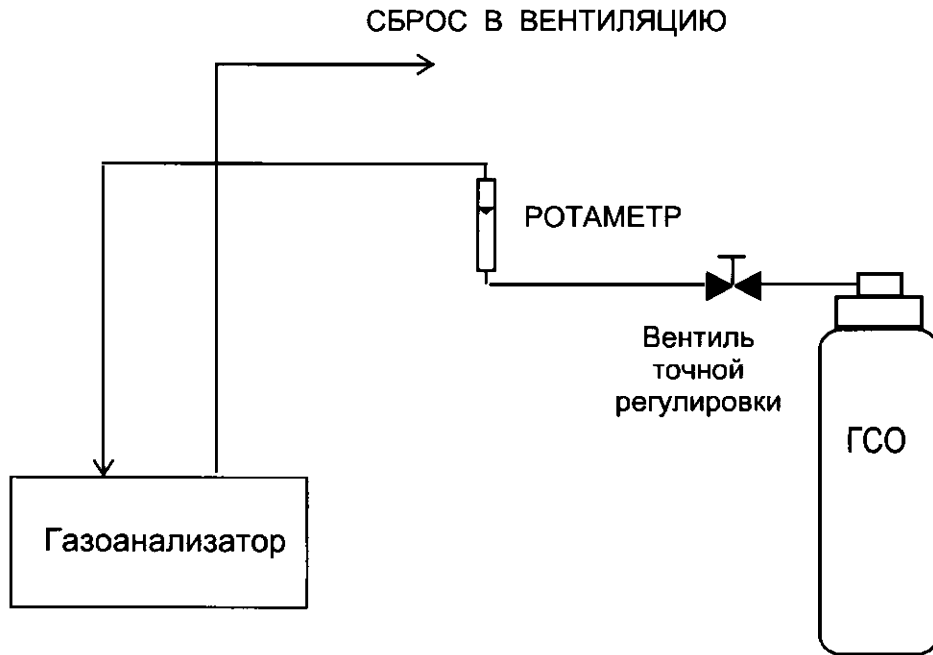 СБРОС В ВЕНТИЛЯЦИЮ
РОТАМЕТР
Вентиль
точной
регулировки
ГСО
Газоанализатор